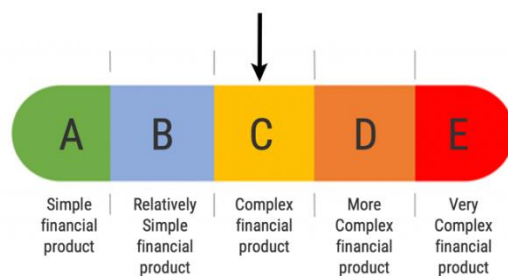 A B C D E
Simple financial product
Relatively Simple financial product
Complex financial product
More Complex financial product
Very Complex financial product